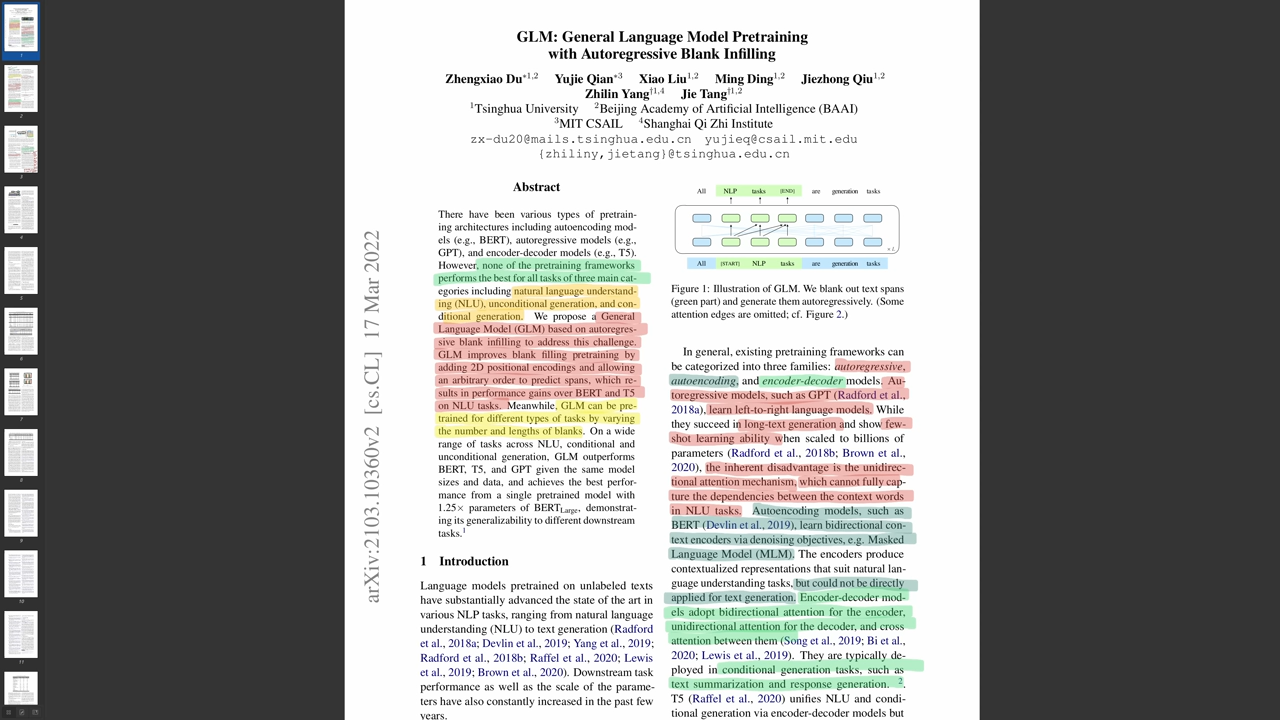 GLM: General Language Model Pretraining
with Autoregressive Blank Infilling
Zhengxiao Du*1,2 Yujie Qian*3 Xiao Liu1,2 Ming Ding1,2 Jiezhong Qiu1,2
Zhilin Yang†1,4 Jie Tang†1,2
Tsinghua University 2Beijing Academy of Artificial Intelligence (BAAI)
3MIT CSAIL 4Shanghai Qi Zhi Institute
zx-du20@mails.tsinghua.edu.cn yujieq@csail.mit.edu
{zhiliny,jietang}@tsinghua.edu.cn
arXiv:2103.10360v2 [cs.CL] 17 Mar 2022
Abstract
There have been various types of pretrain-
ing architectures including autoencoding mod-
els (e.g., BERT), autoregressive models (e.g.,
GPT), and encoder-decoder models (e.g., T5).
However, none of the pretraining frameworks
performs the best for all tasks of three main cat-
egories including natural language understand-
ing (NLU), unconditional generation, and con-
ditional generation. We propose a General
Language Model (GLM) based on autoregres-
sive blank infilling to address this challenge.
GLM improves blank filling pretraining by
adding 2D positional encodings and allowing
an arbitrary order to predict spans, which re-
sults in performance gains over BERT and T5
on NLU tasks. Meanwhile, GLM can be pre-
trained for different types of tasks by varying
the number and lengths of blanks. On a wide
range of tasks across NLU, conditional and
unconditional generation, GLM outperforms
BERT, T5, and GPT given the same model
sizes and data, and achieves the best perfor-
mance from a single pretrained model with
1.25× parameters of BERTLarge, demonstrat-
ing its generalizability to different downstream
tasks.1
1 Introduction
Language models pretrained on unlabeled texts
have substantially advanced the state of the art in
various NLP tasks, ranging from natural language
understanding (NLU) to text generation (Radford
et al., 2018a; Devlin et al., 2019; Yang et al., 2019;
Radford et al., 2018b; Raffel et al., 2020; Lewis
et al., 2019; Brown et al., 2020). Downstream task
performance as well as the scale of the parame-
ters have also constantly increased in the past few
years.
All NLP tasks [END] are generation tasks
× L
All [START] NLP tasks are generation tasks
Figure 1: Illustration of GLM. We blank out text spans
(green part) and generate them autoregressively. (Some
attention edges are omitted; cf. Figure 2.)
In general, existing pretraining frameworks can
be categorized into three families: autoregressive,
autoencoding, and encoder-decoder models. Au-
toregressive models, such as GPT (Radford et al.,
2018a), learn left-to-right language models. While
they succeed in long-text generation and show few-
shot learning ability when scaled to billions of
parameters (Radford et al., 2018b; Brown et al.,
2020), the inherent disadvantage is the unidirec-
tional attention mechanism, which cannot fully cap-
ture the dependencies between the context words
in NLU tasks. Autoencoding models, such as
BERT (Devlin et al., 2019), learn bidirectional con-
text encoders via denoising objectives, e.g. Masked
Language Model (MLM). The encoders produce
contextualized representations that suit natural lan-
guage understanding tasks, but could not be directly
applied for text generation. Encoder-decoder mod-
els adopt bidirectional attention for the encoder,
unidirectional attention for the decoder, and cross
attention between them (Song et al., 2019; Bi et al.,
2020; Lewis et al., 2019). They are typically de-
ployed in conditional generation tasks, such as
text summarization and response generation. 2.
T5 (Raffel et al., 2020) unifies NLU and condi-
tional generation via encoder-decoder models but
1
2
3
4
5
6
7
8
9
10
11